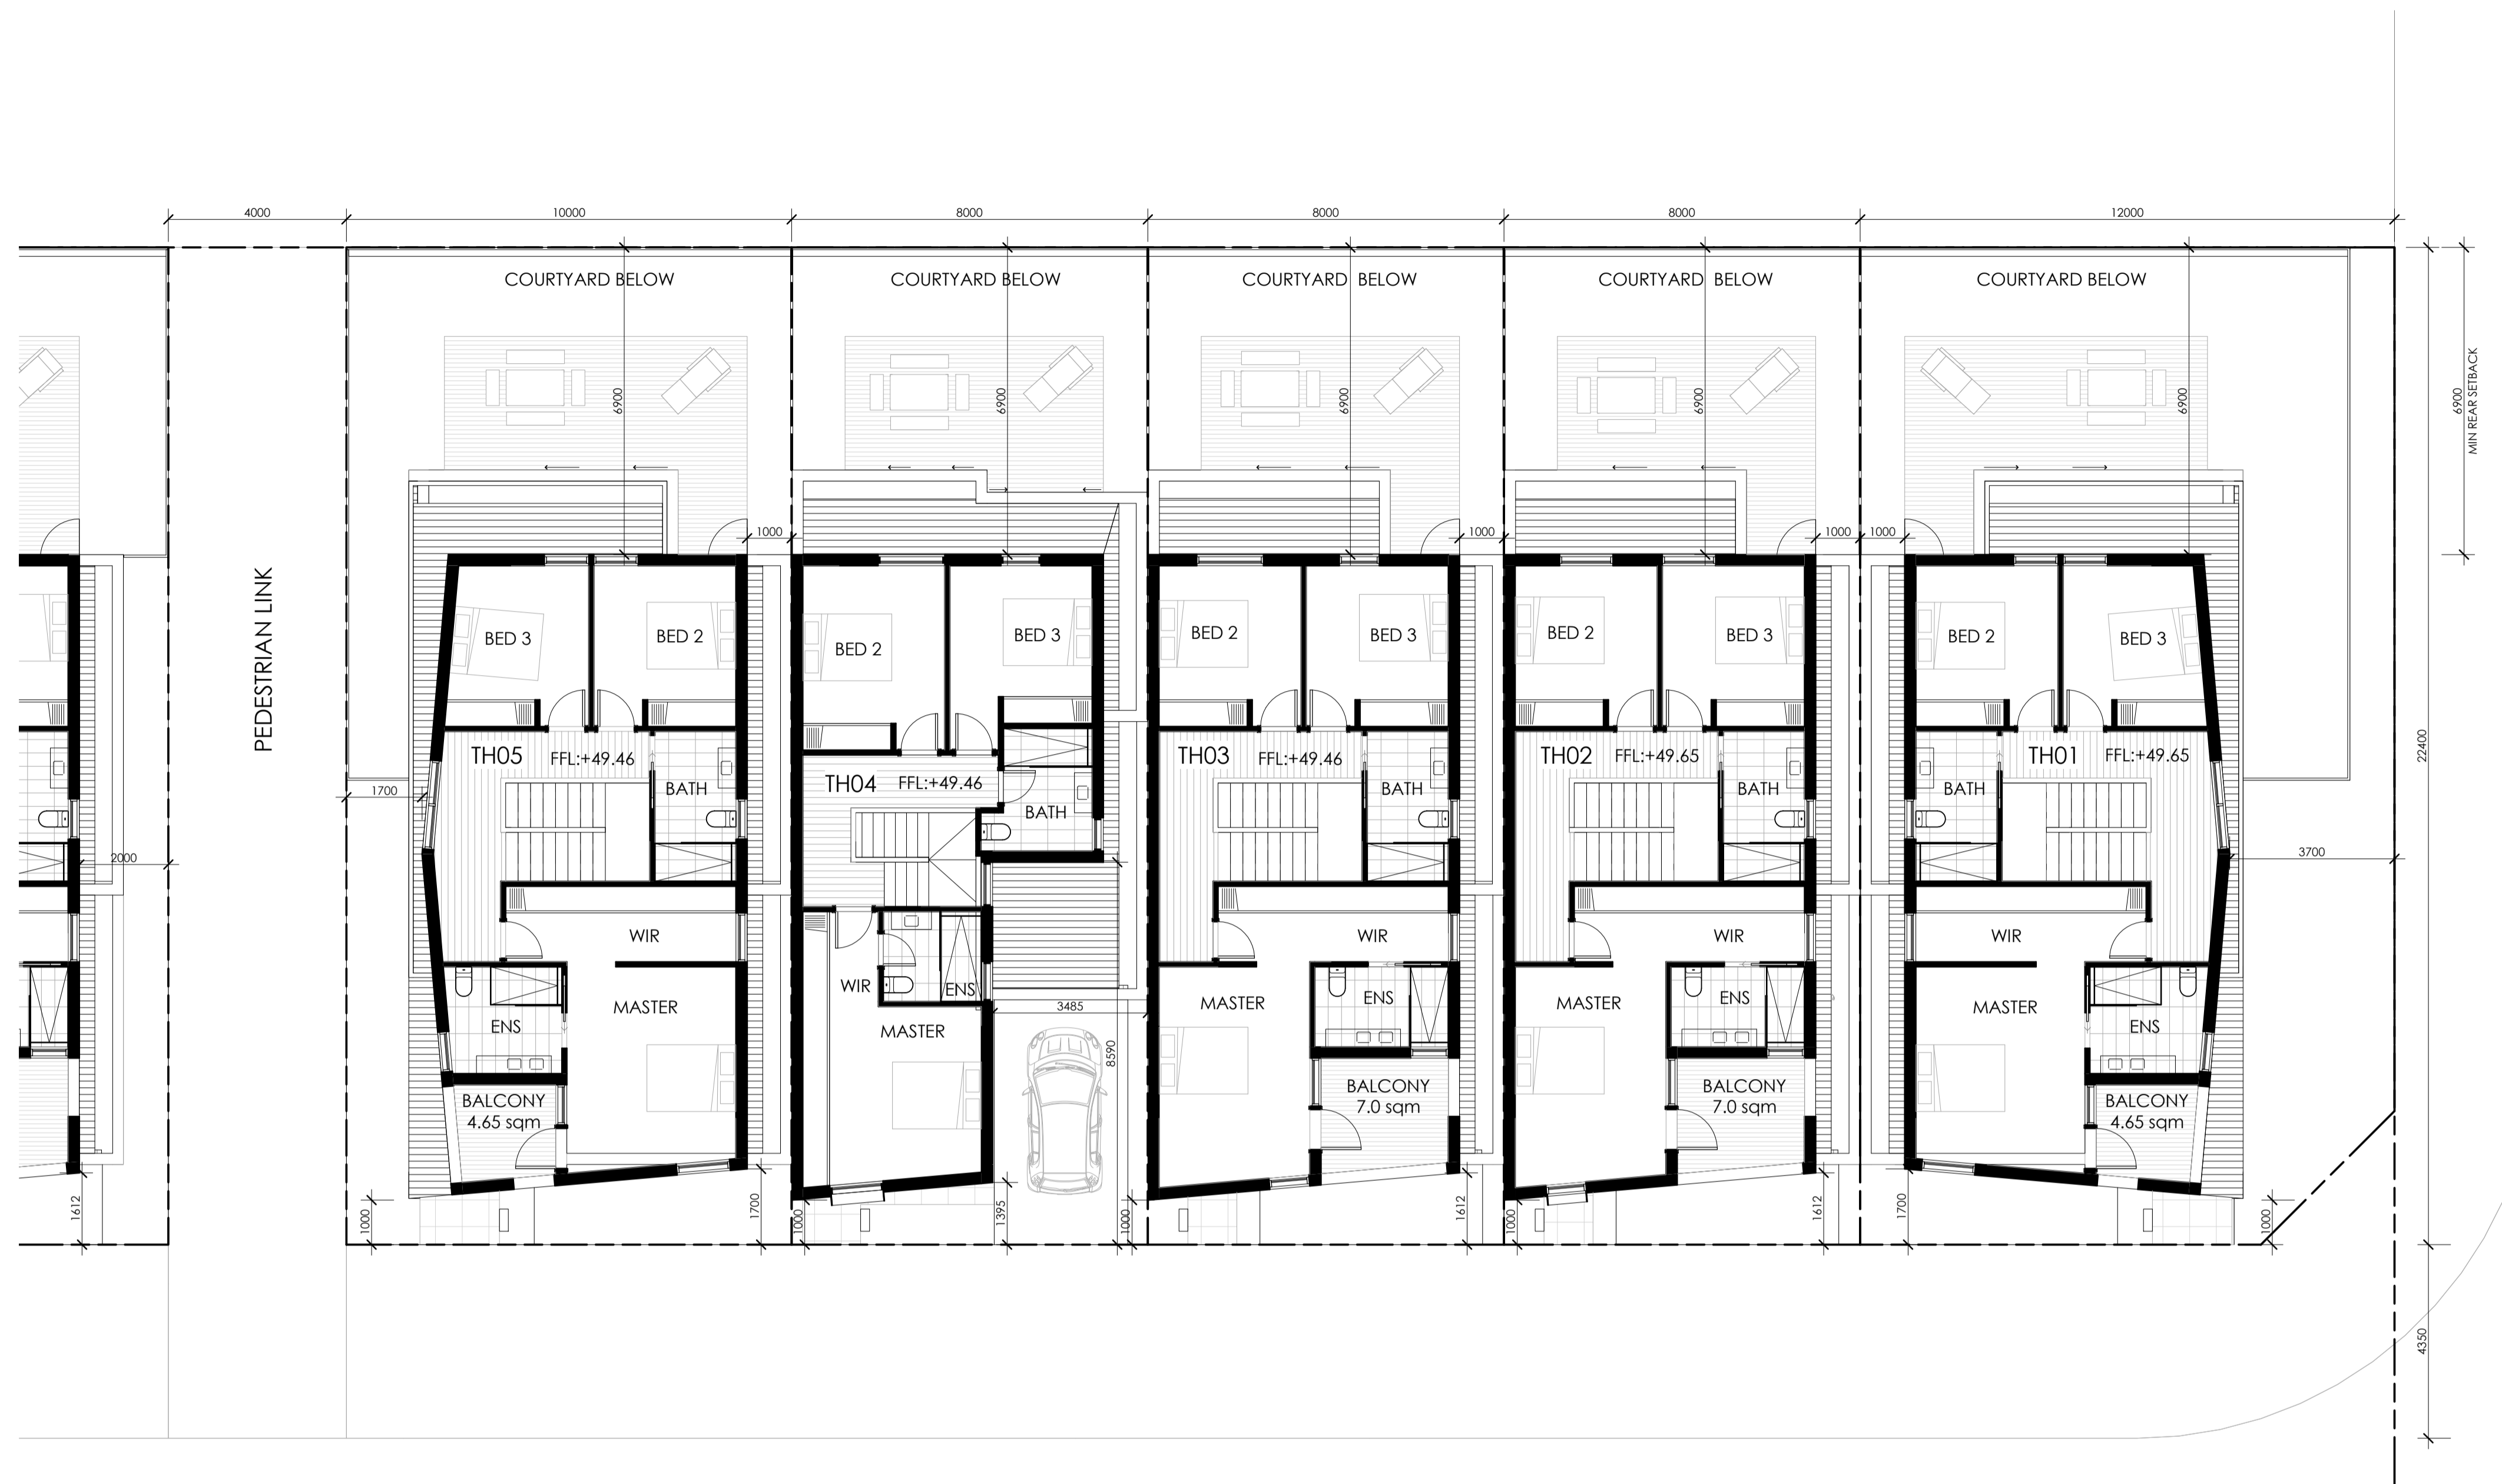 4000
10000
8000
8000
8000
12000
COURTYARD BELOW
COURTYARD BELOW
COURTYARD BELOW
COURTYARD BELOW
COURTYARD BELOW
6900
6900
6900
6900
6900
6900
MIN REAR SETBACK
1000
1000
1000
1000
PEDESTRIAN LINK
BED 3
BED 2
BED 2
BED 3
BED 2
BED 3
BED 2
BED 3
BED 2
BED 3
TH05
FFL:+49.46
BATH
TH04
FFL:+49.46
BATH
TH03
FFL:+49.46
BATH
TH02
FFL:+49.65
BATH
BATH
TH01
FFL:+49.65
22400
1700
2000
3700
WIR
WIR
WIR
WIR
WIR
ENS
MASTER
ENS
MASTER
MASTER
ENS
MASTER
ENS
MASTER
ENS
3485
8590
BALCONY
4.65 sqm
BALCONY
7.0 sqm
BALCONY
7.0 sqm
BALCONY
4.65 sqm
1612
1000
1700
1000
1395
1000
1612
1000
1612
1700
1000
4350